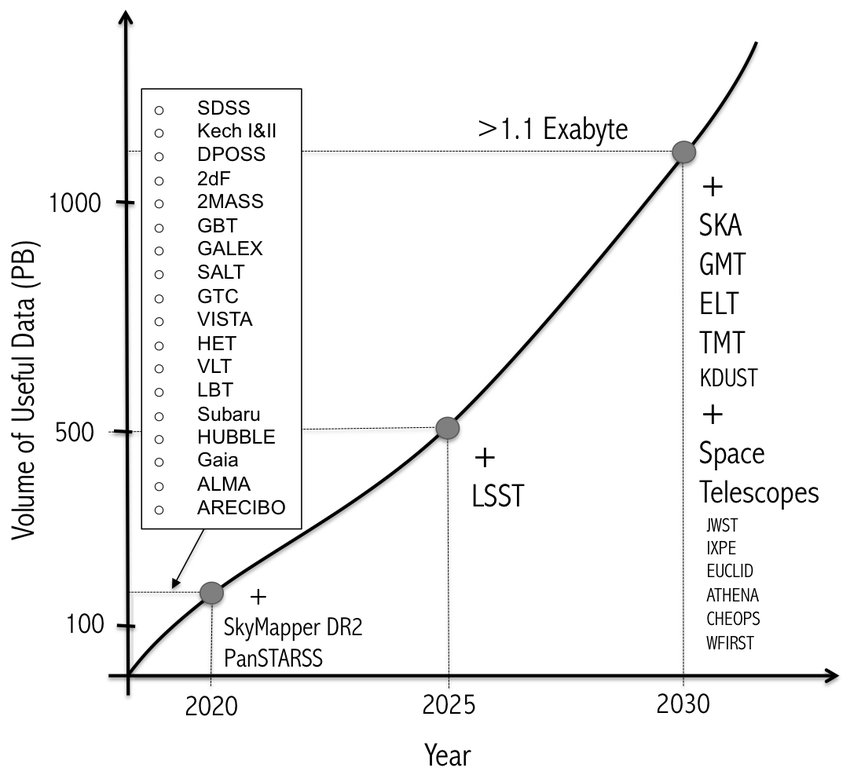 SDSS
Kech I&II
DPOSS
2dF
2MASS
GBT
GALEX
SALT
GTC
VISTA
HET
VLT
LBT
Subaru
HUBBLE
Gaia
ALMA
ARECIBO
>1.1 Exabyte
1000
500
100
Volume of Useful Data (PB)
+
SkyMapper DR2
PanSTARSS
+
LSST
+
SKA
GMT
ELT
TMT
KDUST
+
Space
Telescopes
JWST
IXPE
EUCLID
ATHENA
CHEOPS
WFIRST
2020
2025
2030
Year